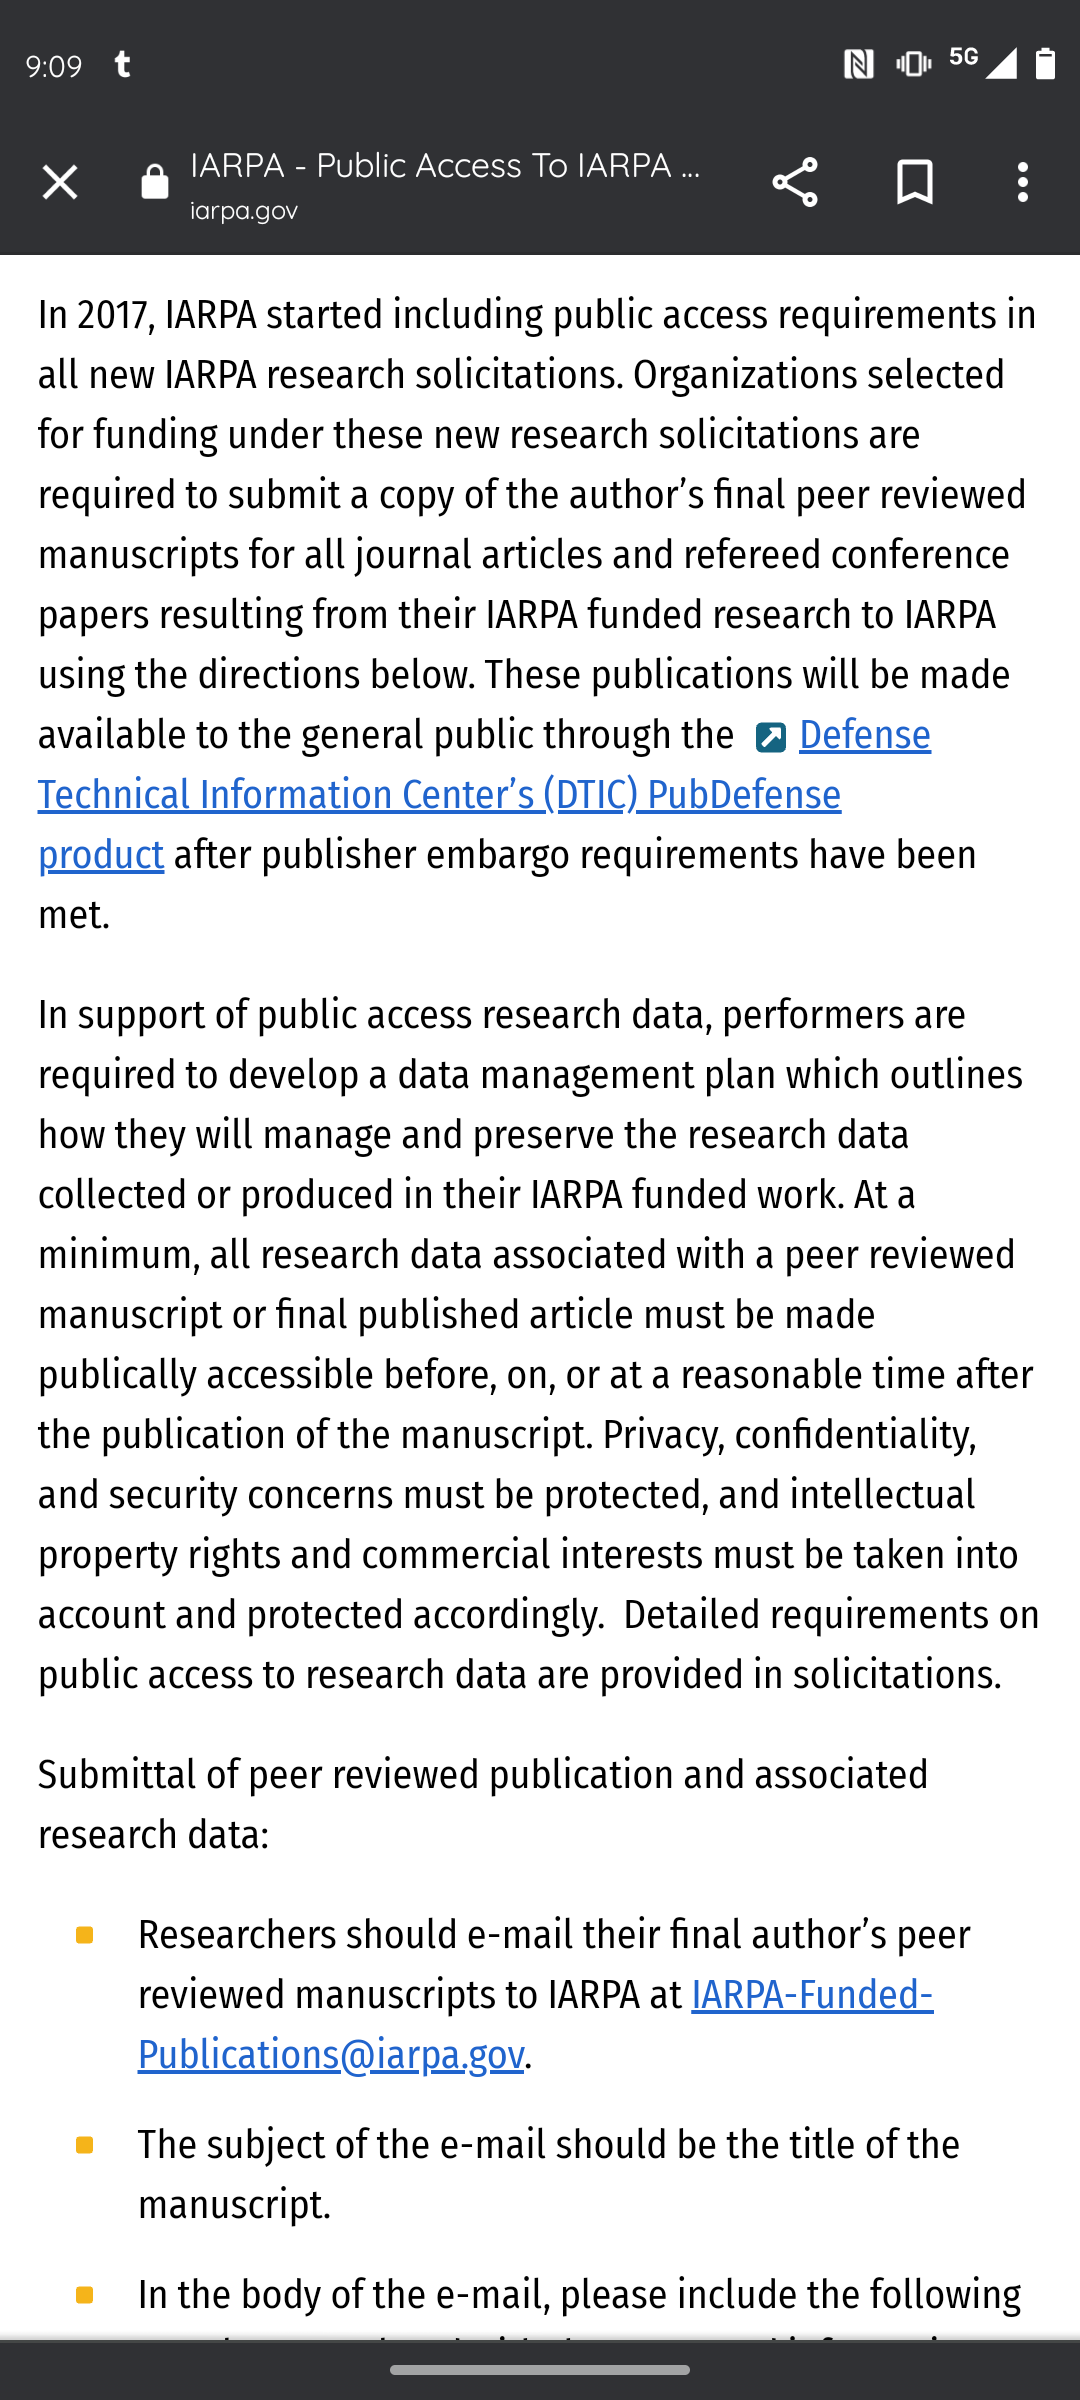 9:09 t 5G
IARPA - Public Access To IARPA ...
iarpa.gov
In 2017, IARPA started including public access requirements in
all new IARPA research solicitations. Organizations selected
for funding under these new research solicitations are
required to submit a copy of the author’s final peer reviewed
manuscripts for all journal articles and refereed conference
papers resulting from their IARPA funded research to IARPA
using the directions below. These publications will be made
available to the general public through the Defense
Technical Information Center’s (DTIC) PubDefense
product after publisher embargo requirements have been
met.
In support of public access research data, performers are
required to develop a data management plan which outlines
how they will manage and preserve the research data
collected or produced in their IARPA funded work. At a
minimum, all research data associated with a peer reviewed
manuscript or final published article must be made
publically accessible before, on, or at a reasonable time after
the publication of the manuscript. Privacy, confidentiality,
and security concerns must be protected, and intellectual
property rights and commercial interests must be taken into
account and protected accordingly. Detailed requirements on
public access to research data are provided in solicitations.
Submittal of peer reviewed publication and associated
research data:
Researchers should e-mail their final author’s peer
reviewed manuscripts to IARPA at IARPA-Funded-
Publications@iarpa.gov.
The subject of the e-mail should be the title of the
manuscript.
In the body of the e-mail, please include the following